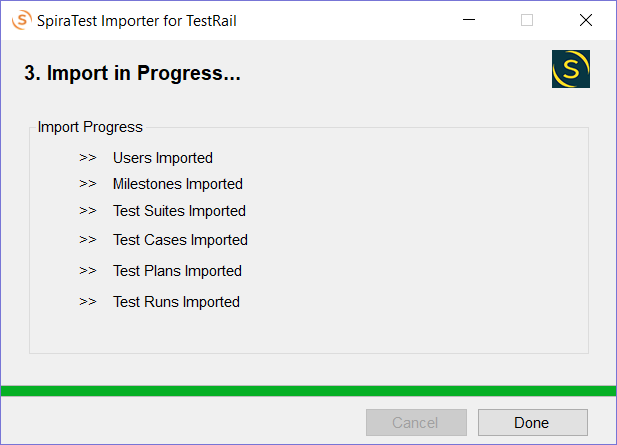 SpiraTest Importer for TestRail
3. Import in Progress...
Import Progress
>> Users Imported
>> Milestones Imported
>> Test Suites Imported
>> Test Cases Imported
>> Test Plans Imported
>> Test Runs Imported
Cancel Done